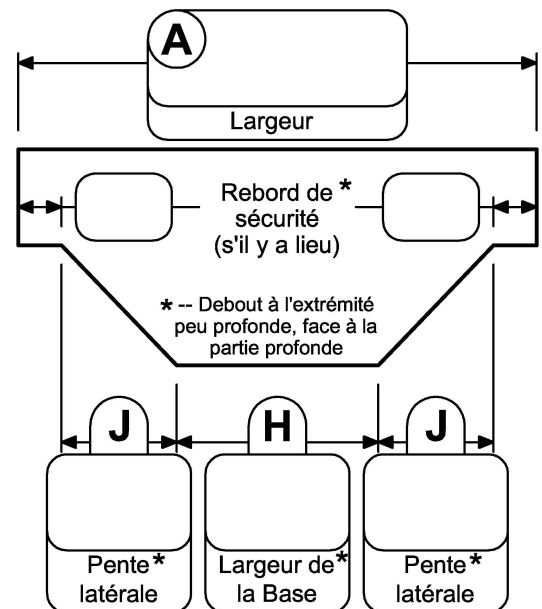 A
Largeur
Rebord de *
sécurité
(s'il y a lieu)
* -- Debout à l'extrémité
peu profonde, face à la
partie profonde
J
H
J
Pente*
latérale
Largeur de*
la Base
Pente*
latérale